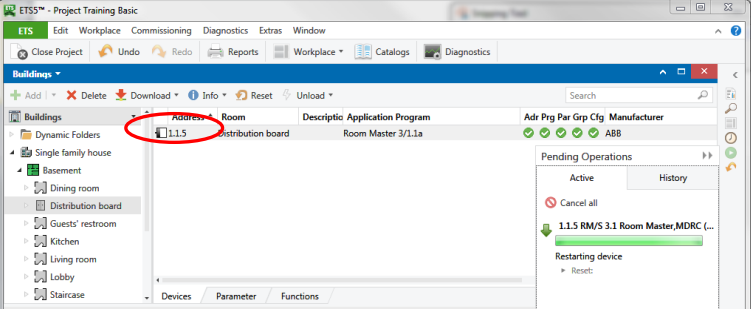 ETS5™ - Project Training Basic
ETS Edit Workplace Commissioning Diagnostics Extras Window
Close Project Undo Redo Reports Workplace Catalogs Diagnostics
Buildings
Add Delete Download Info Reset Unload Search
Buildings
Dynamic Folders
Single family house
Basement
Dining room
Distribution board
Guests' restroom
Kitchen
Living room
Lobby
Staircase
Address Room Descriptic Application Program Adr Prg Par Grp Cfg Manufacturer
1.1.5 Distribution board Room Master 3/1.1a ABB
Pending Operations
Active History
Cancel all
1.1.5 RM/S 3.1 Room Master,MDRC (...
Restarting device
Reset:
Devices Parameter Functions